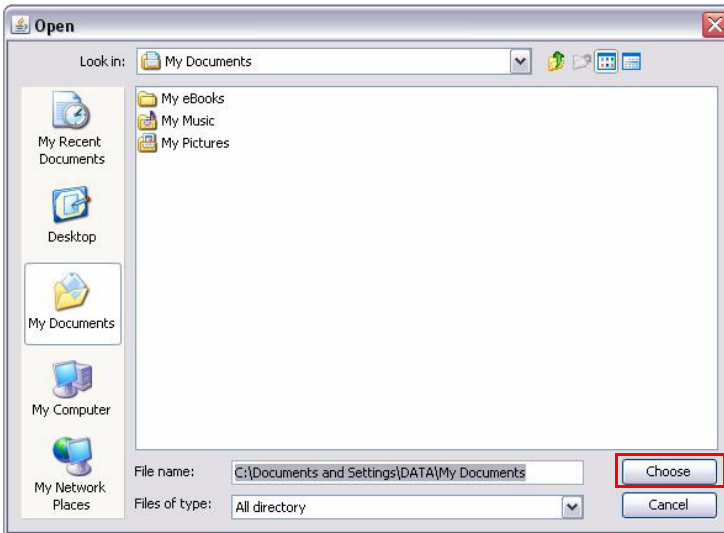 Open
Look in:
My Documents
My eBooks
My Music
My Pictures
My Recent
Documents
Desktop
My Documents
My Computer
My Network
Places
File name:
C:\Documents and Settings\DATA\My Documents
Choose
Files of type:
All directory
Cancel